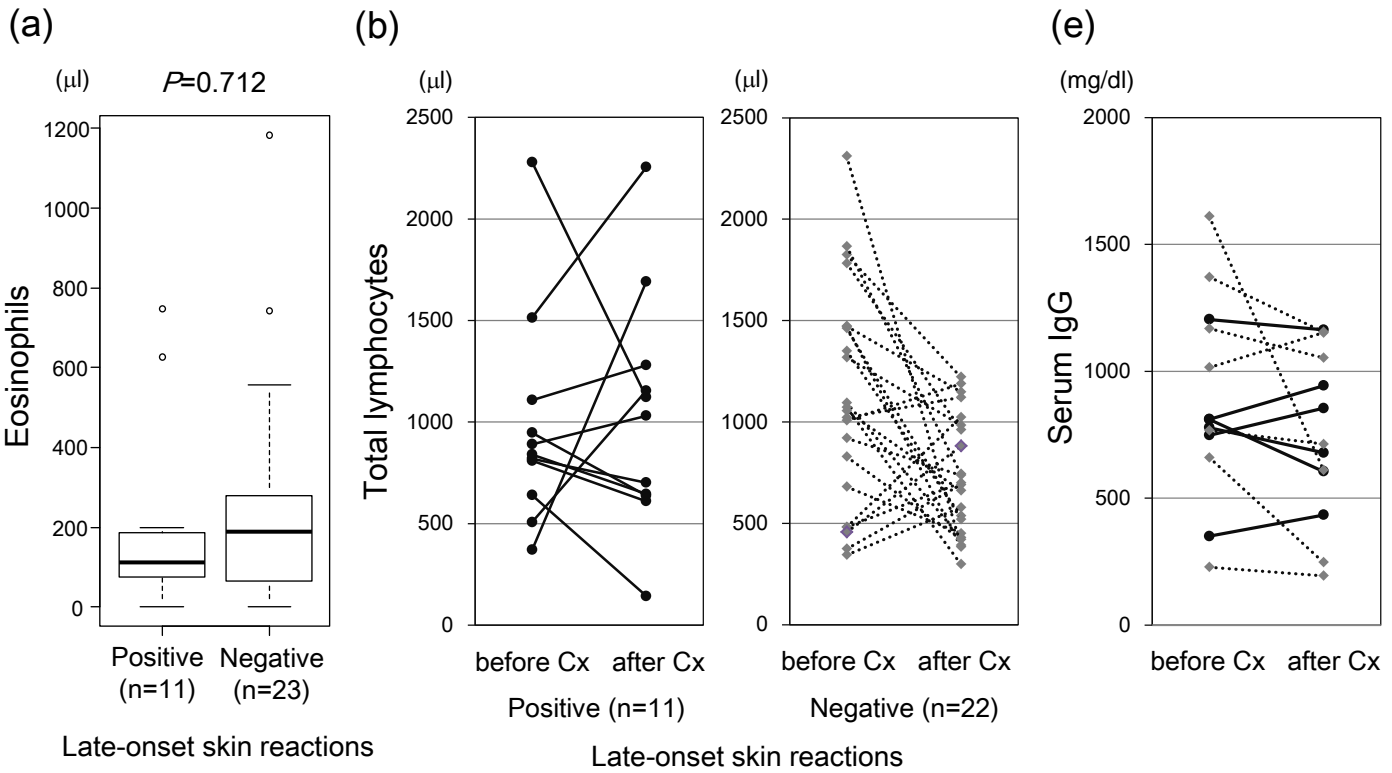 (a)
(μl)
P=0.712
Eosinophils
1200
1000
800
600
400
200
0
Positive
(n=11)
Negative
(n=23)
Late-onset skin reactions
(b)
Total lymphocytes
(μl)
2500
2000
1500
1000
500
0
before Cx
after Cx
Positive (n=11)
(μl)
2500
2000
1500
1000
500
0
before Cx
after Cx
Negative (n=22)
Late-onset skin reactions
(e)
(mg/dl)
Serum IgG
2000
1500
1000
500
0
before Cx
after Cx